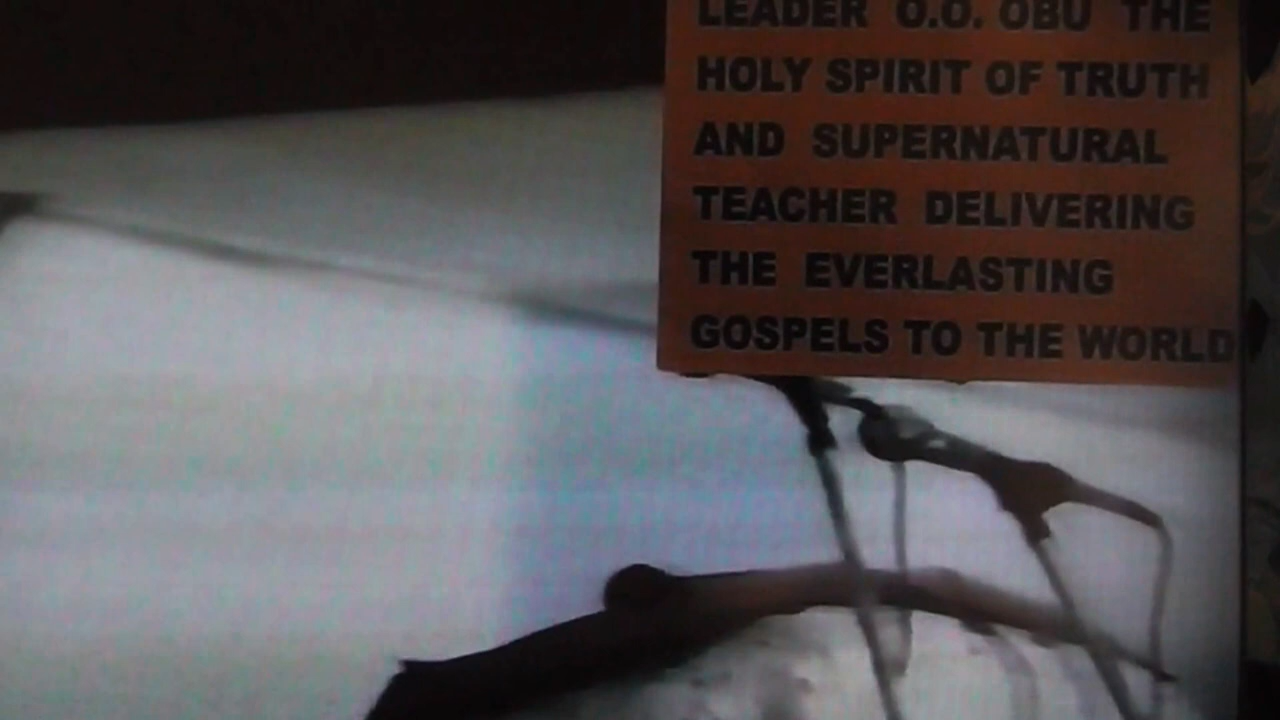 LEADER O.O. OBU THE
HOLY SPIRIT OF TRUTH
AND SUPERNATURAL
TEACHER DELIVERING
THE EVERLASTING
GOSPELS TO THE WORLD